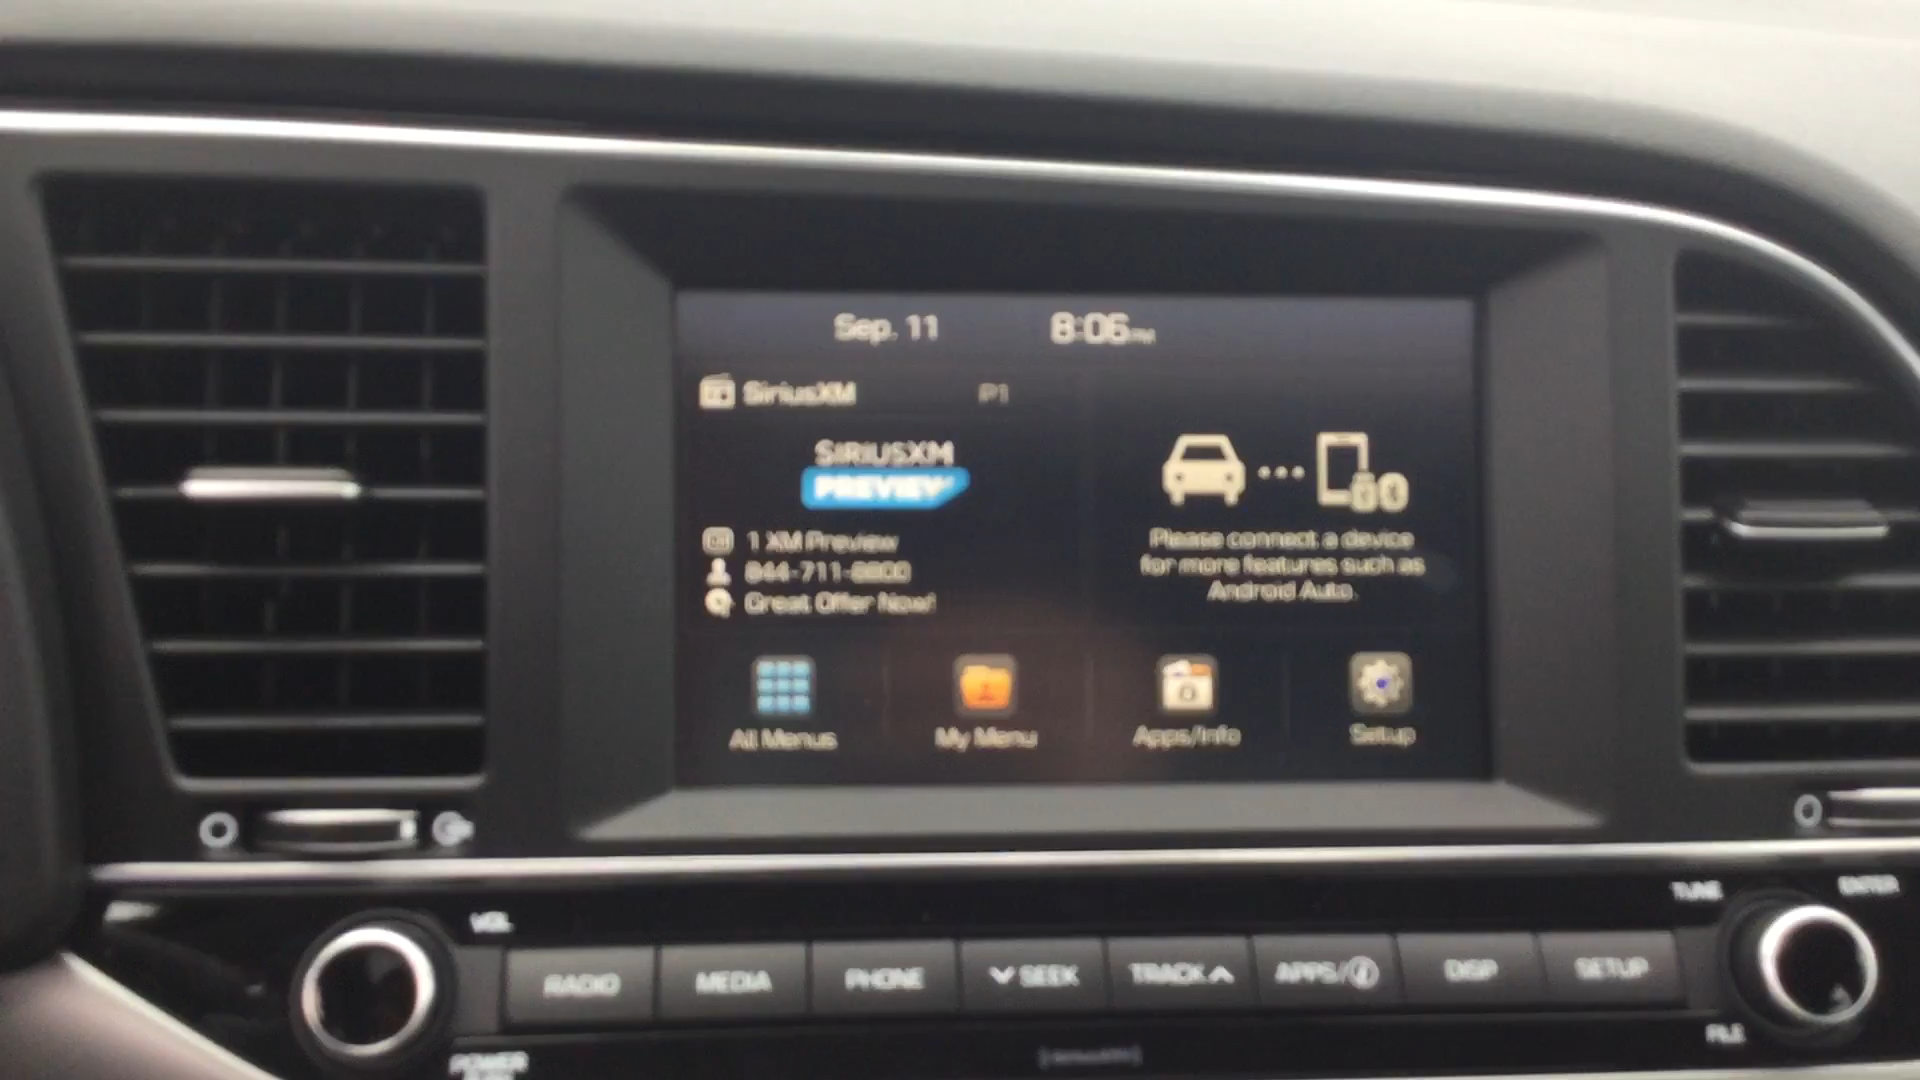 Sep. 11 8:06 PM
SiriusXM P1
SIRIUSXM
PREVIEW
1 XM Preview
844-711-8800
Great Offer Now!
Please connect a device
for more features such as
Android Auto.
All Menus My Menu Apps/Info Setup
TUNE ENTER
VOL
RADIO MEDIA PHONE SEEK TRACK APPS/i DISP SETUP
FILE
POWER
PUSH
(siriusXM)